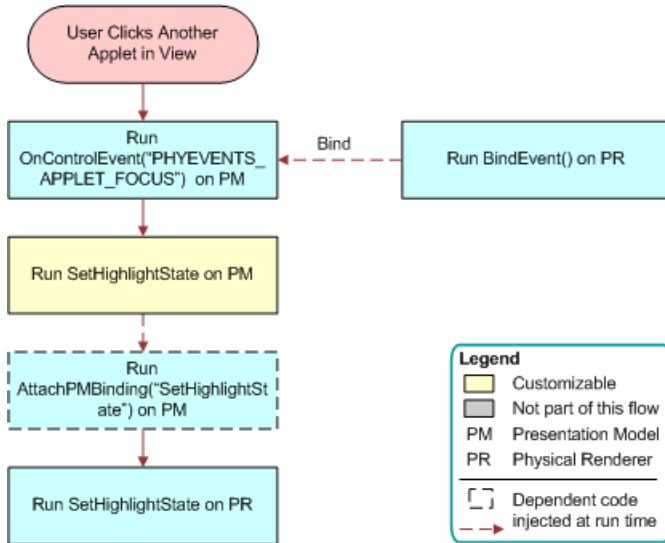 User Clicks Another
Applet in View
Run
OnControlEvent("PHYEVENTS_
APPLET_FOCUS") on PM
Bind
Run BindEvent() on PR
Run SetHighlightState on PM
Run
AttachPMBinding("SetHighlightSt
ate") on PM
Run SetHighlightState on PR
Legend
Customizable
Not part of this flow
PM Presentation Model
PR Physical Renderer
Dependent code
injected at run time